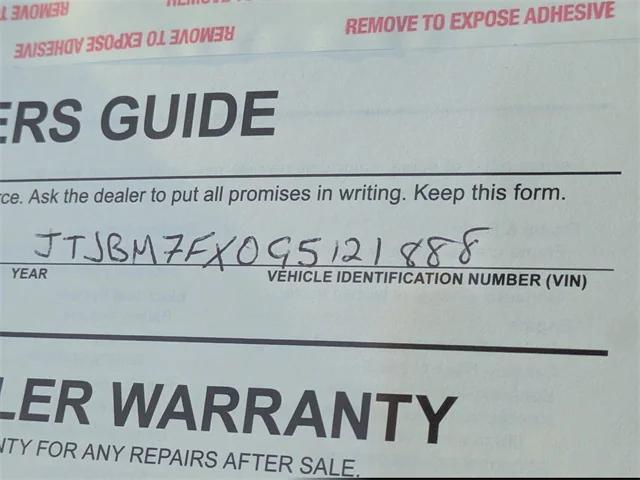 REMOVE
REMOVE TO EXPOSE ADHESIVE
REMOVE TO EXPOSE ADHESIVE
ERS GUIDE
rce. Ask the dealer to put all promises in writing. Keep this form.
JTJBM7FX0G5121888
YEAR VEHICLE IDENTIFICATION NUMBER (VIN)
LER WARRANTY
NTY FOR ANY REPAIRS AFTER SALE.